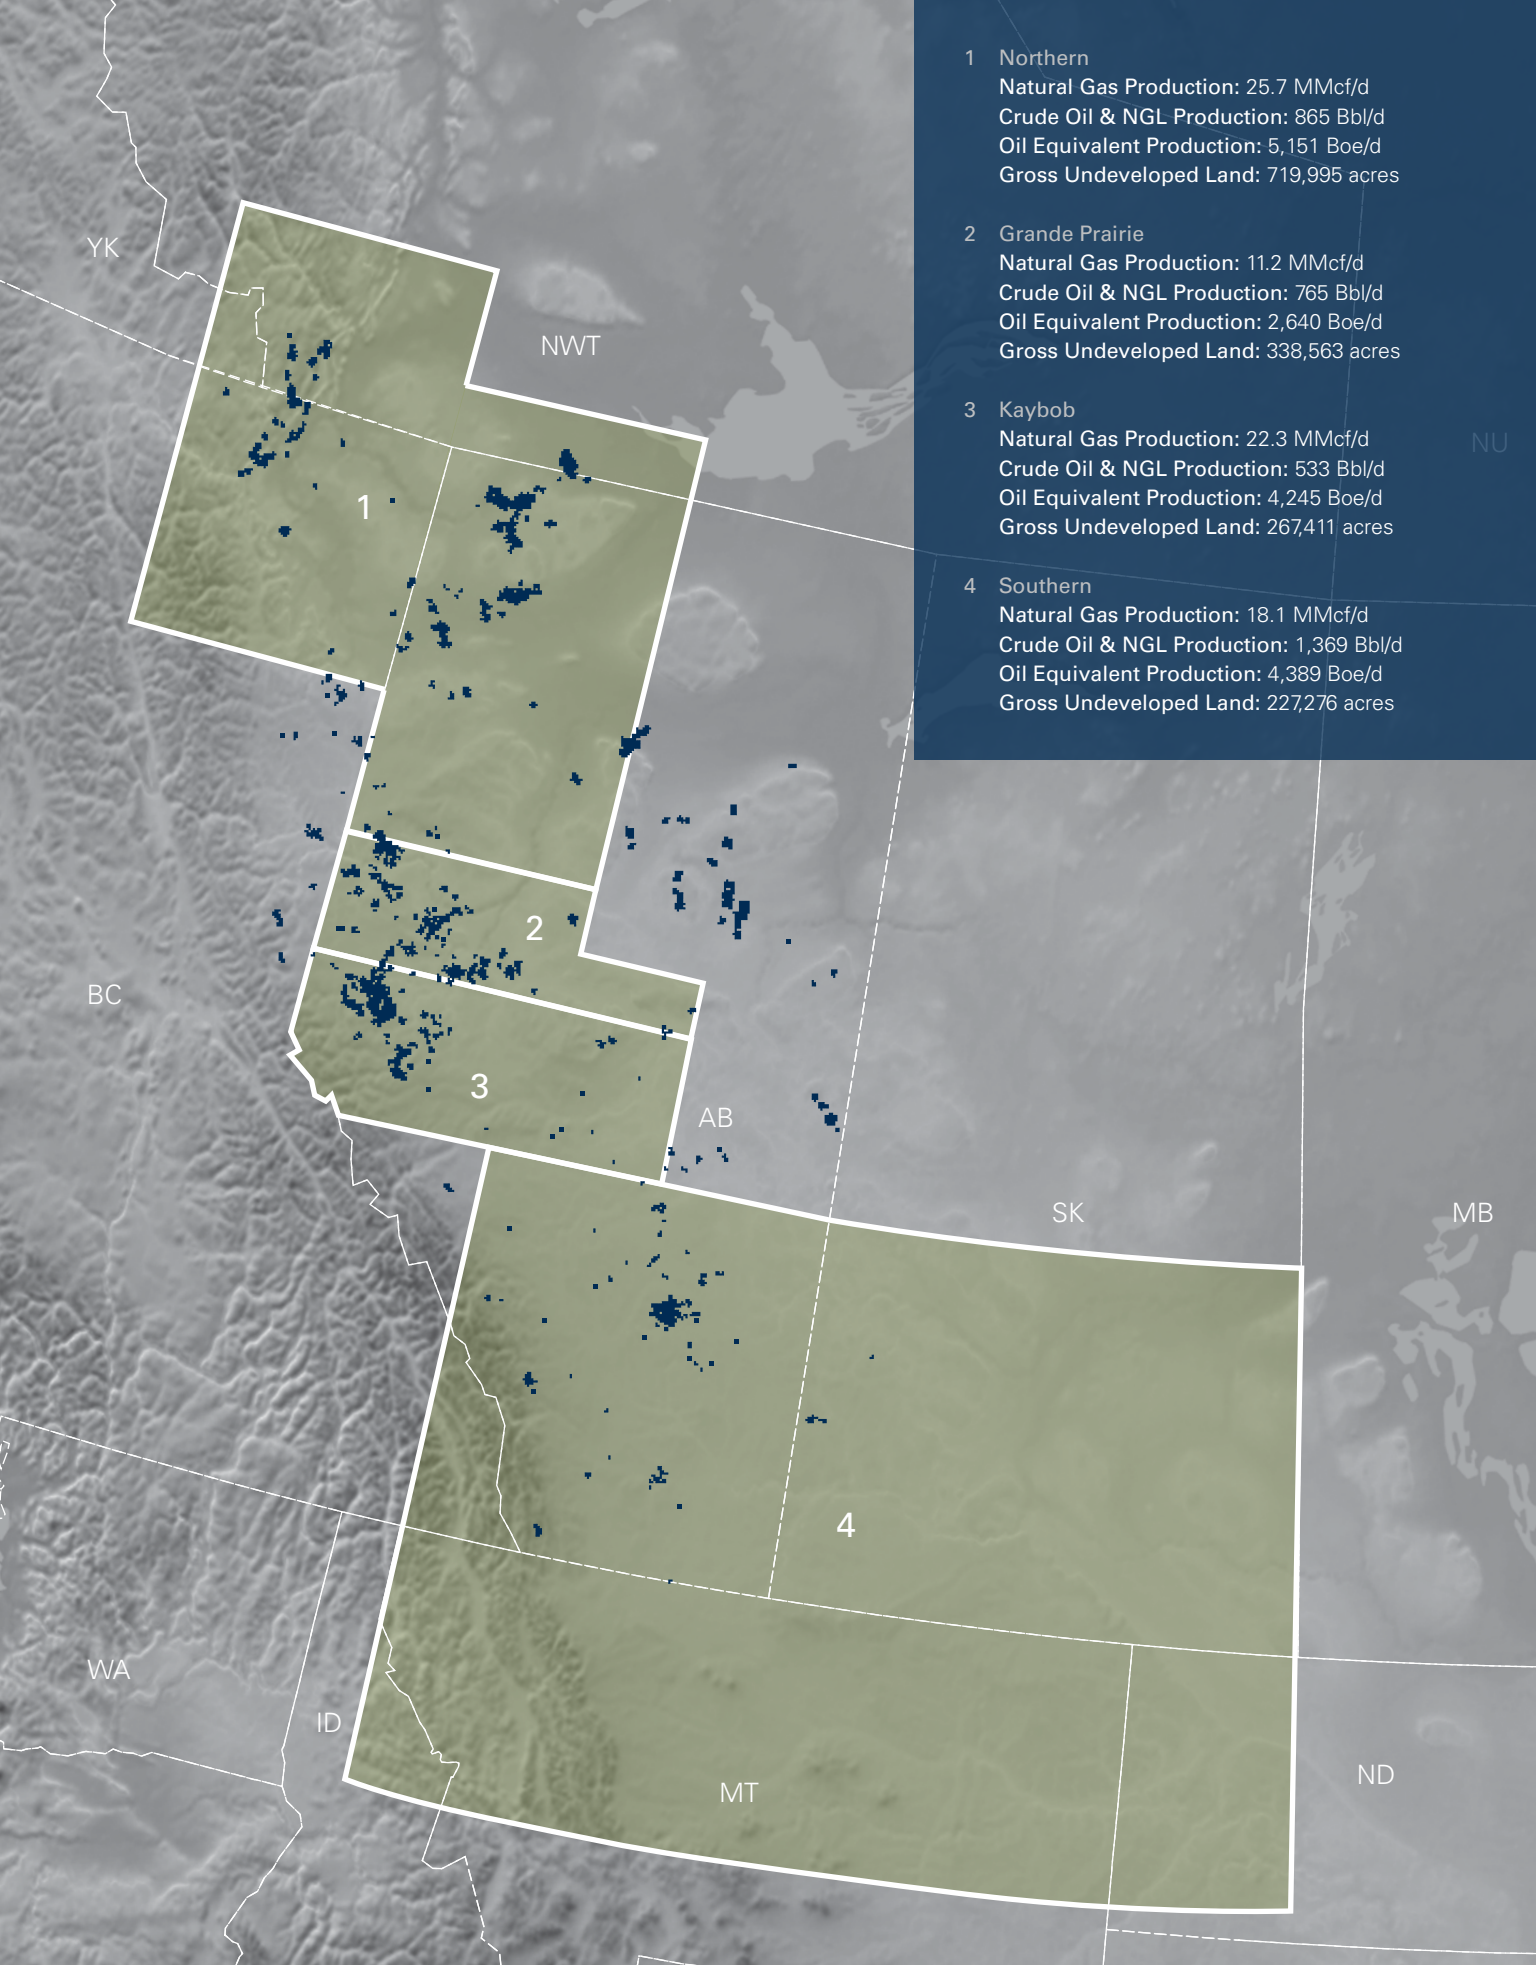 1 Northern
Natural Gas Production: 25.7 MMcf/d
Crude Oil & NGL Production: 865 Bbl/d
Oil Equivalent Production: 5,151 Boe/d
Gross Undeveloped Land: 719,995 acres
2 Grande Prairie
Natural Gas Production: 11.2 MMcf/d
Crude Oil & NGL Production: 765 Bbl/d
Oil Equivalent Production: 2,640 Boe/d
Gross Undeveloped Land: 338,563 acres
3 Kaybob
Natural Gas Production: 22.3 MMcf/d
Crude Oil & NGL Production: 533 Bbl/d
Oil Equivalent Production: 4,245 Boe/d
Gross Undeveloped Land: 267,411 acres
4 Southern
Natural Gas Production: 18.1 MMcf/d
Crude Oil & NGL Production: 1,369 Bbl/d
Oil Equivalent Production: 4,389 Boe/d
Gross Undeveloped Land: 227,276 acres
YK
NWT
NU
1
2
BC
3
AB
SK
MB
4
WA
ID
MT
ND